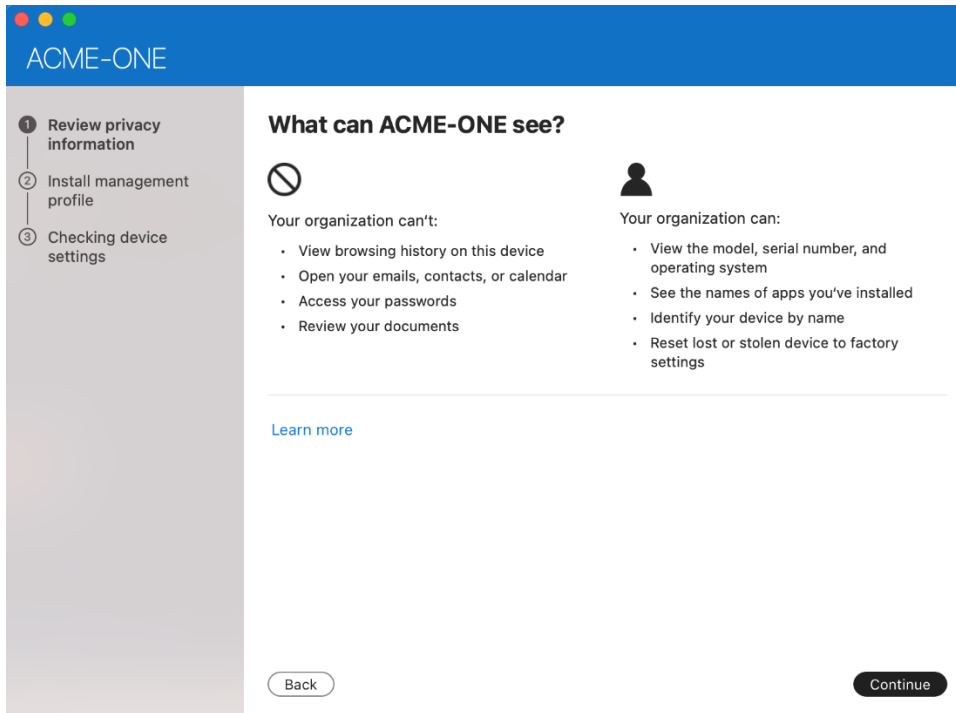 ACME-ONE
1 Review privacy
information
2 Install management
profile
3 Checking device
settings
What can ACME-ONE see?
Your organization can't:
• View browsing history on this device
• Open your emails, contacts, or calendar
• Access your passwords
• Review your documents
Your organization can:
• View the model, serial number, and
operating system
• See the names of apps you've installed
• Identify your device by name
• Reset lost or stolen device to factory
settings
Learn more
Back
Continue